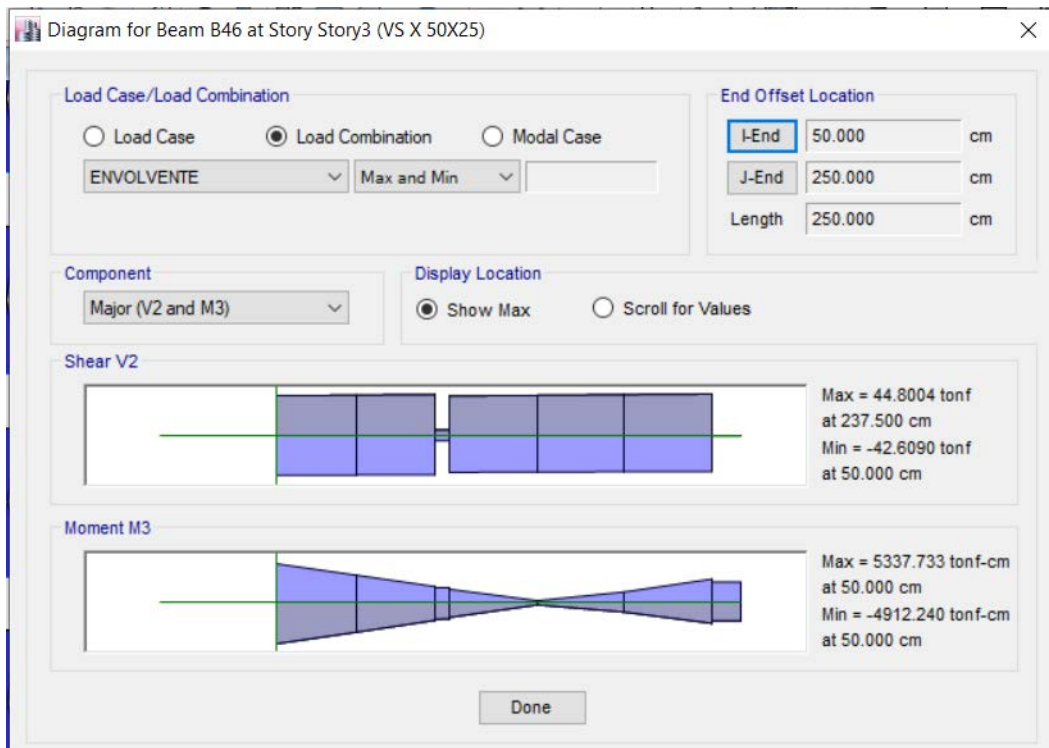 Diagram for Beam B46 at Story Story3 (VS X 50X25)
Load Case/Load Combination
Load Case
Load Combination
Modal Case
ENVOLVENTE
Max and Min
End Offset Location
I-End
50.000
cm
J-End
250.000
cm
Length
250.000
cm
Component
Major (V2 and M3)
Display Location
Show Max
Scroll for Values
Shear V2
Max = 44.8004 tonf
at 237.500 cm
Min = -42.6090 tonf
at 50.000 cm
Moment M3
Max = 5337.733 tonf-cm
at 50.000 cm
Min = -4912.240 tonf-cm
at 50.000 cm
Done